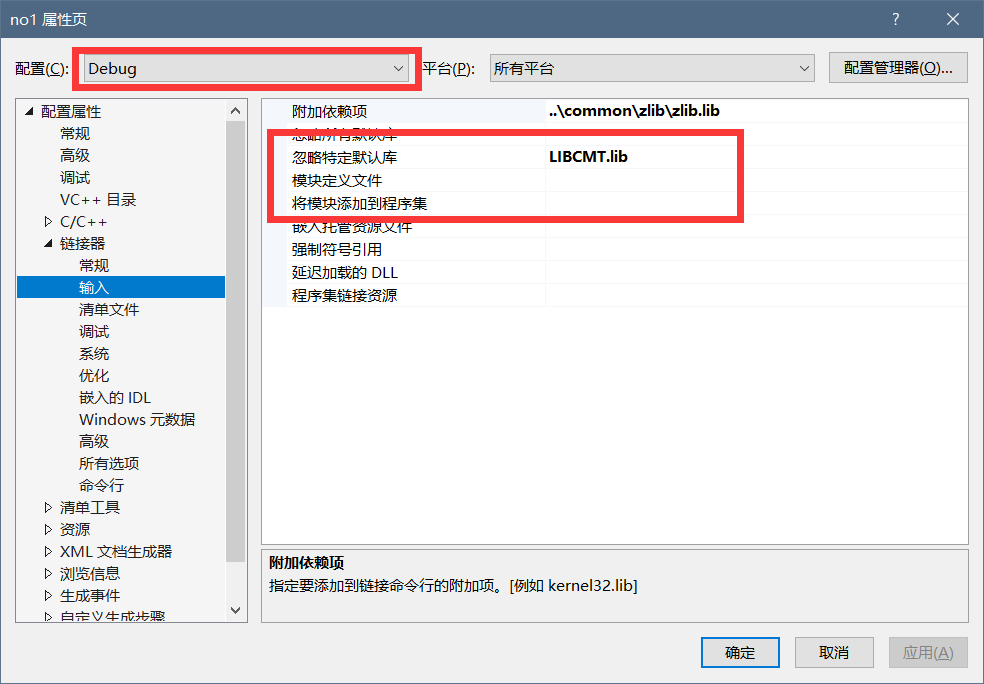 no1 属性页
配置(C): Debug 平台(P): 所有平台 配置管理器(O)...
配置属性
常规
高级
调试
VC++ 目录
C/C++
链接器
常规
输入
清单文件
调试
系统
优化
嵌入的 IDL
Windows 元数据
高级
所有选项
命令行
清单工具
资源
XML 文档生成器
浏览信息
生成事件
自定义生成步骤
附加依赖项 ..\common\zlib\zlib.lib
忽略所有默认库
忽略特定默认库 LIBCMT.lib
模块定义文件
将模块添加到程序集
嵌入托管资源文件
强制符号引用
延迟加载的 DLL
程序集链接资源
附加依赖项
指定要添加到链接命令行的附加项。[例如 kernel32.lib]
确定 取消 应用(A)